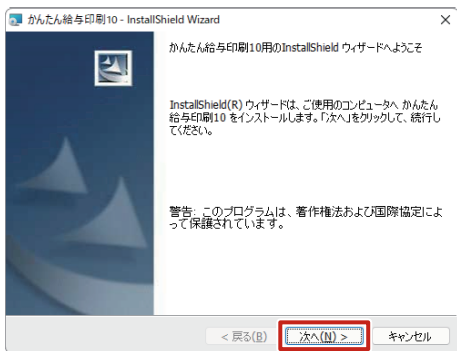 かんたん給与印刷10 - InstallShield Wizard
かんたん給与印刷10用のInstallShield ウィザードへようこそ
InstallShield(R) ウィザードは、ご使用のコンピュータへ かんたん
給与印刷10 をインストールします。「次へ」をクリックして、続行し
てください。
警告: このプログラムは、著作権法および国際協定によ
って保護されています。
< 戻る(B) 次へ(N) > キャンセル